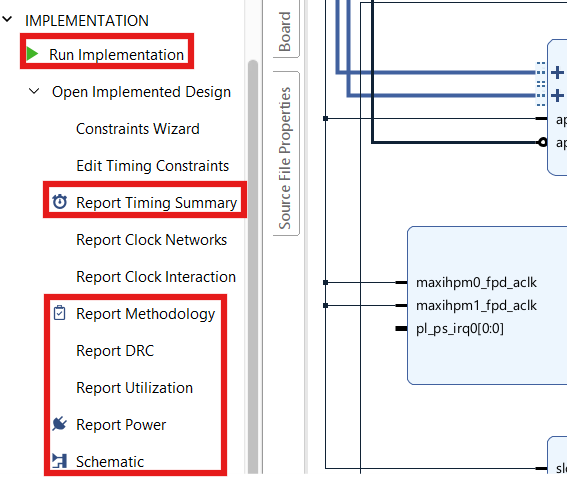 IMPLEMENTATION
Run Implementation
Open Implemented Design
Constraints Wizard
Edit Timing Constraints
Report Timing Summary
Report Clock Networks
Report Clock Interaction
Report Methodology
Report DRC
Report Utilization
Report Power
Schematic
Board
Source File Properties
ap
ap
maxihpm0_fpd_aclk
maxihpm1_fpd_aclk
pl_ps_irq0[0:0]
slo